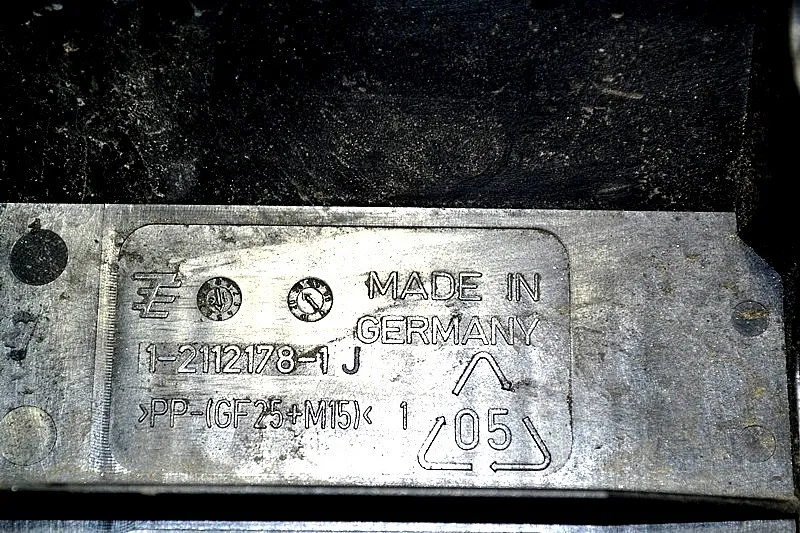 MADE IN
GERMANY
1-2112178-1 J
>PP-(GF25+M15)< 1
05